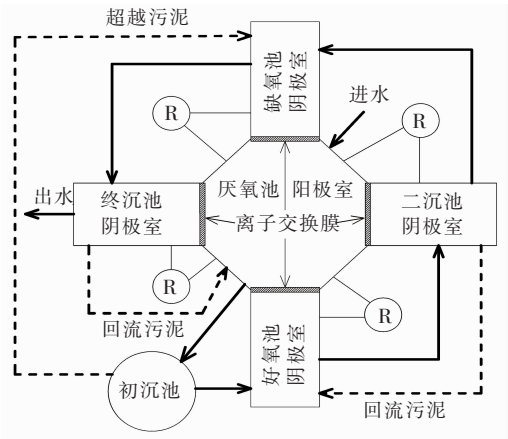 超越污泥
缺氧池
阴极室
进水
R
R
厌氧池
阳极室
出水
终沉池
阴极室
二沉池
阴极室
离子交换膜
R
R
回流污泥
好氧池
阴极室
初沉池
回流污泥